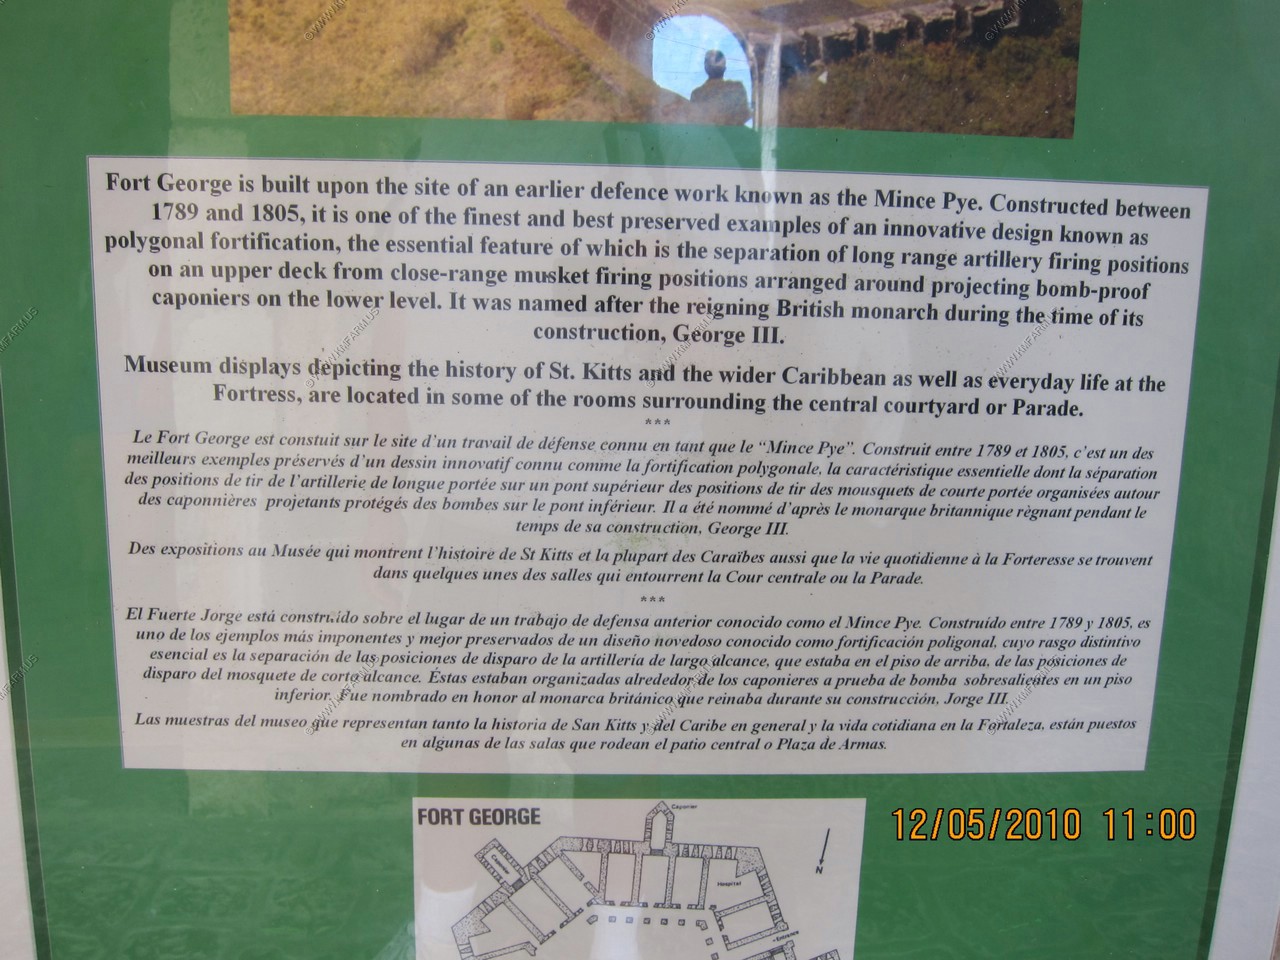 Fort George is built upon the site of an earlier defence work known as the Mince Pye. Constructed between
1789 and 1805, it is one of the finest and best preserved examples of an innovative design known as
polygonal fortification, the essential feature of which is the separation of long range artillery firing positions
on an upper deck from close-range musket firing positions arranged around projecting bomb-proof
caponiers on the lower level. It was named after the reigning British monarch during the time of its
construction, George III.
Museum displays depicting the history of St. Kitts and the wider Caribbean as well as everyday life at the
Fortress, are located in some of the rooms surrounding the central courtyard or Parade.
***
Le Fort George est constuit sur le site d'un travail de défense connu en tant que le “Mince Pye”. Construit entre 1789 et 1805, c'est un des
meilleurs exemples préservés d'un dessin innovatif connu comme la fortification polygonale, la caractéristique essentielle dont la séparation
des positions de tir de l'artillerie de longue portée sur un pont supérieur des positions de tir des mousquets de courte portée organisées autour
des caponnières projetants protégés des bombes sur le pont inférieur. Il a été nommé d'après le monarque britannique règnant pendant le
temps de sa construction, George III.
Des expositions au Musée qui montrent l'histoire de St Kitts et la plupart des Caraïbes aussi que la vie quotidienne à la Forteresse se trouvent
dans quelques unes des salles qui entourrent la Cour centrale ou la Parade.
***
El Fuerte Jorge está construído sobre el lugar de un trabajo de defensa anterior conocido como el Mince Pye. Construído entre 1789 y 1805, es
uno de los ejemplos más imponentes y mejor preservados de un diseño novedoso conocido como fortificación poligonal, cuyo rasgo distintivo
esencial es la separación de las posiciones de disparo de la artillería de largo alcance, que estaba en el piso de arriba, de las posiciones de
disparo del mosquete de corto alcance. Éstas estaban organizadas alrededor de los caponieres a prueba de bomba sobresalientes en un piso
inferior. Fue nombrado en honor al monarca británico que reinaba durante su construcción, Jorge III.
Las muestras del museo que representan tanto la historia de San Kitts y del Caribe en general y la vida cotidiana en la Fortaleza, están puestos
en algunas de las salas que rodean el patio central o Plaza de Armas.
FORT GEORGE
Caponier
Caponier
N
Hospital
Entrance
12/05/2010 11:00
©WWW.KMFARM.US